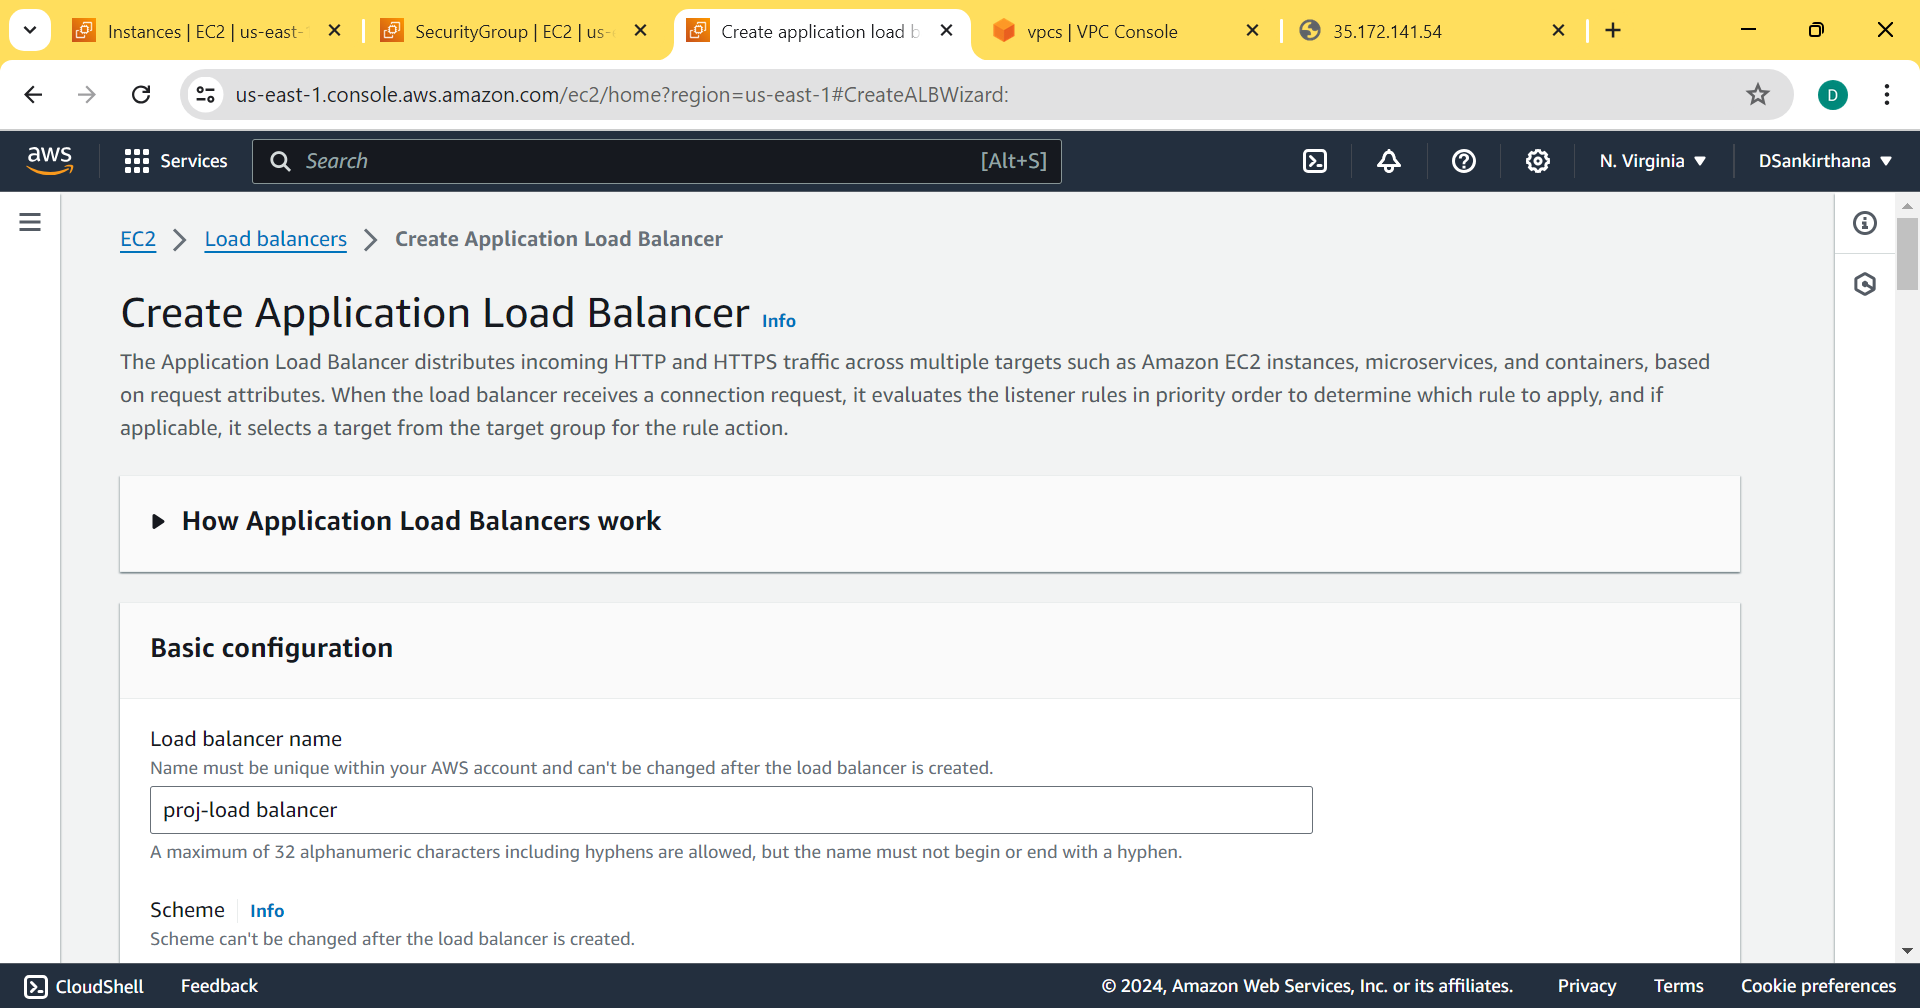 Instances | EC2 | us-east-
SecurityGroup | EC2 | us-
Create application load b
vpcs | VPC Console
35.172.141.54
us-east-1.console.aws.amazon.com/ec2/home?region=us-east-1#CreateALBWizard:
D
aws
Services
Search
[Alt+S]
N. Virginia
DSankirthana
EC2 > Load balancers > Create Application Load Balancer
Create Application Load Balancer Info
The Application Load Balancer distributes incoming HTTP and HTTPS traffic across multiple targets such as Amazon EC2 instances, microservices, and containers, based
on request attributes. When the load balancer receives a connection request, it evaluates the listener rules in priority order to determine which rule to apply, and if
applicable, it selects a target from the target group for the rule action.
How Application Load Balancers work
Basic configuration
Load balancer name
Name must be unique within your AWS account and can't be changed after the load balancer is created.
proj-load balancer
A maximum of 32 alphanumeric characters including hyphens are allowed, but the name must not begin or end with a hyphen.
Scheme Info
Scheme can't be changed after the load balancer is created.
CloudShell
Feedback
© 2024, Amazon Web Services, Inc. or its affiliates.
Privacy
Terms
Cookie preferences